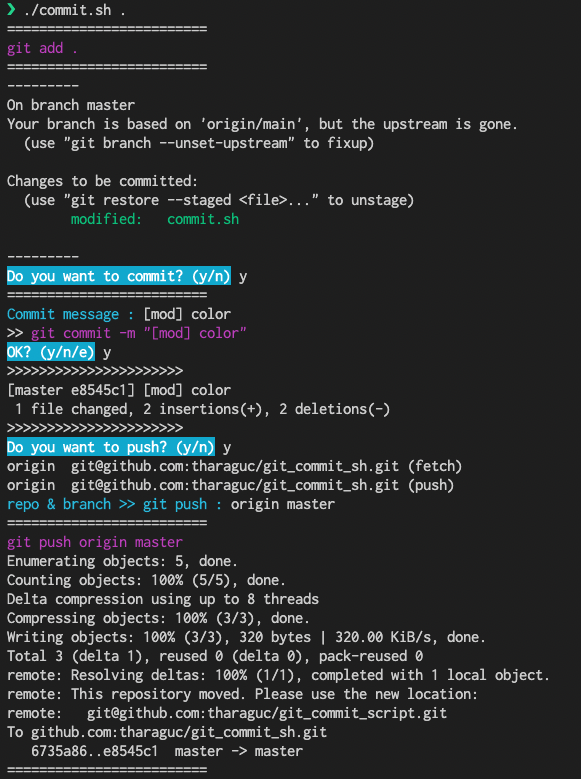 ❯ ./commit.sh .
=========================
git add .
=========================
---------
On branch master
Your branch is based on 'origin/main', but the upstream is gone.
  (use "git branch --unset-upstream" to fixup)

Changes to be committed:
  (use "git restore --staged <file>..." to unstage)
        modified:   commit.sh

---------
Do you want to commit? (y/n) y
=========================
Commit message : [mod] color
>> git commit -m "[mod] color"
OK? (y/n/e) y
>>>>>>>>>>>>>>>>>>>>>>
[master e8545c1] [mod] color
 1 file changed, 2 insertions(+), 2 deletions(-)
>>>>>>>>>>>>>>>>>>>>>>
Do you want to push? (y/n) y
origin  git@github.com:tharaguc/git_commit_sh.git (fetch)
origin  git@github.com:tharaguc/git_commit_sh.git (push)
repo & branch >> git push : origin master
=========================
git push origin master
Enumerating objects: 5, done.
Counting objects: 100% (5/5), done.
Delta compression using up to 8 threads
Compressing objects: 100% (3/3), done.
Writing objects: 100% (3/3), 320 bytes | 320.00 KiB/s, done.
Total 3 (delta 1), reused 0 (delta 0), pack-reused 0
remote: Resolving deltas: 100% (1/1), completed with 1 local object.
remote: This repository moved. Please use the new location:
remote:   git@github.com:tharaguc/git_commit_script.git
To github.com:tharaguc/git_commit_sh.git
   6735a86..e8545c1  master -> master
=========================